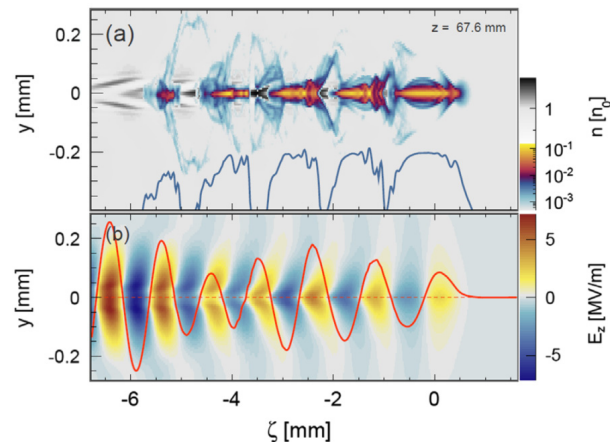 (a)
z = 67.6 mm
0.2
0
-0.2
y [mm]
1
10⁻¹
10⁻²
10⁻³
n [n₀]
(b)
0.2
0
-0.2
y [mm]
5
0
-5
E_z [MV/m]
-6 -4 -2 0
ζ [mm]